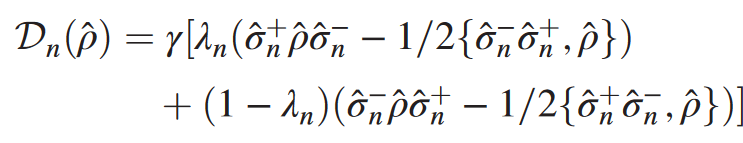 𝒟ₙ(ρ̂) = γ[λₙ(σ̂ₙ⁺ρ̂σ̂ₙ⁻ − 1/2{σ̂ₙ⁻σ̂ₙ⁺, ρ̂})
+ (1 − λₙ)(σ̂ₙ⁻ρ̂σ̂ₙ⁺ − 1/2{σ̂ₙ⁺σ̂ₙ⁻, ρ̂})]